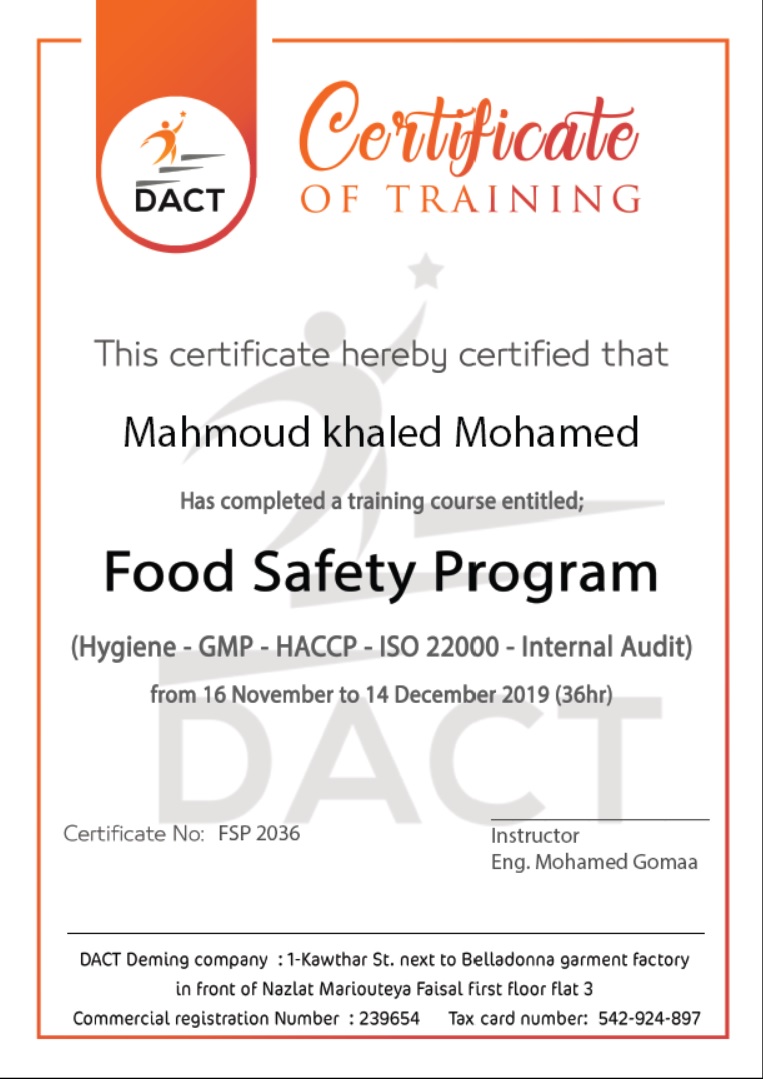 DACT
Certificate
OF TRAINING
This certificate hereby certified that
Mahmoud khaled Mohamed
Has completed a training course entitled;
Food Safety Program
(Hygiene - GMP - HACCP - ISO 22000 - Internal Audit)
from 16 November to 14 December 2019 (36hr)
DACT
Certificate No: FSP 2036
Instructor
Eng. Mohamed Gomaa
DACT Deming company : 1-Kawthar St. next to Belladonna garment factory
in front of Nazlat Mariouteya Faisal first floor flat 3
Commercial registration Number : 239654 Tax card number: 542-924-897